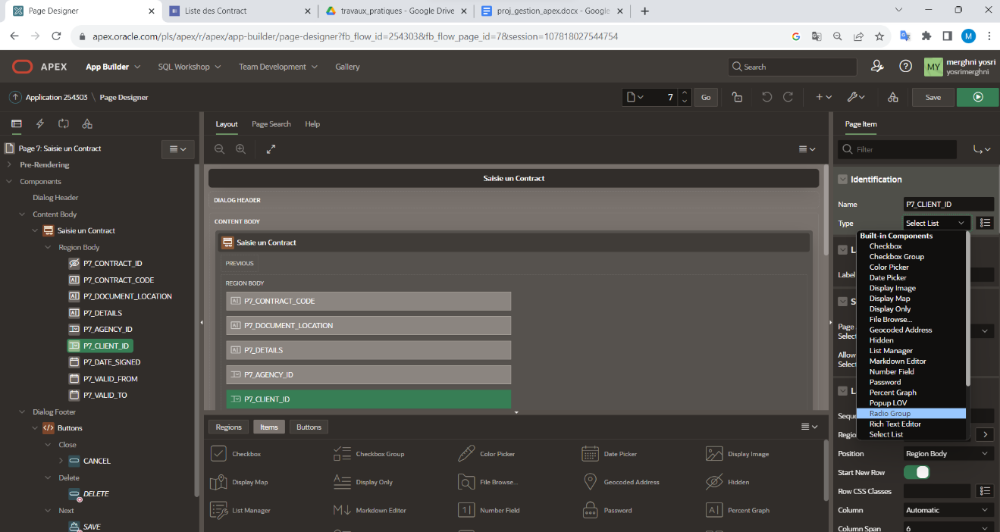 Page Designer
Liste des Contract
travaux_pratiques - Google Drive
proj_gestion_apex.docx - Google
apex.oracle.com/pls/apex/r/apex/app-builder/page-designer?fb_flow_id=254303&fb_flow_page_id=7&session=107818027544754
M
APEX
App Builder
SQL Workshop
Team Development
Gallery
Search
MY
merghni yosri
yosrimerghni
Application 254303 \ Page Designer
7
Go
Save
Page 7: Saisie un Contract
Pre-Rendering
Components
Dialog Header
Content Body
Saisie un Contract
Region Body
P7_CONTRACT_ID
P7_CONTRACT_CODE
P7_DOCUMENT_LOCATION
P7_DETAILS
P7_AGENCY_ID
P7_CLIENT_ID
P7_DATE_SIGNED
P7_VALID_FROM
P7_VALID_TO
Dialog Footer
Buttons
Close
CANCEL
Delete
DELETE
Next
SAVE
Layout
Page Search
Help
Saisie un Contract
DIALOG HEADER
CONTENT BODY
Saisie un Contract
PREVIOUS
REGION BODY
P7_CONTRACT_CODE
P7_DOCUMENT_LOCATION
P7_DETAILS
P7_AGENCY_ID
P7_CLIENT_ID
Regions
Items
Buttons
Checkbox
Checkbox Group
Color Picker
Date Picker
Display Image
Display Map
Display Only
File Browse...
Geocoded Address
Hidden
List Manager
Markdown Editor
Number Field
Password
Percent Graph
Page Item
Filter
Identification
Name
P7_CLIENT_ID
Type
Select List
Built-in Components
Checkbox
Checkbox Group
Color Picker
Date Picker
Display Image
Display Map
Display Only
File Browse...
Geocoded Address
Hidden
List Manager
Markdown Editor
Number Field
Password
Percent Graph
Popup LOV
Radio Group
Rich Text Editor
Select List
Label
Page
Selec
Allow
Selec
Sequ
Regio
Position
Region Body
Start New Row
Row CSS Classes
Column
Automatic
Column Span
6